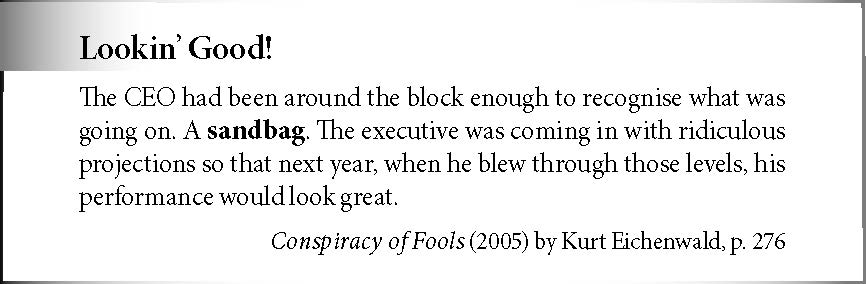 Lookin’ Good!
The CEO had been around the block enough to recognise what was
going on. A sandbag. The executive was coming in with ridiculous
projections so that next year, when he blew through those levels, his
performance would look great.
Conspiracy of Fools (2005) by Kurt Eichenwald, p. 276